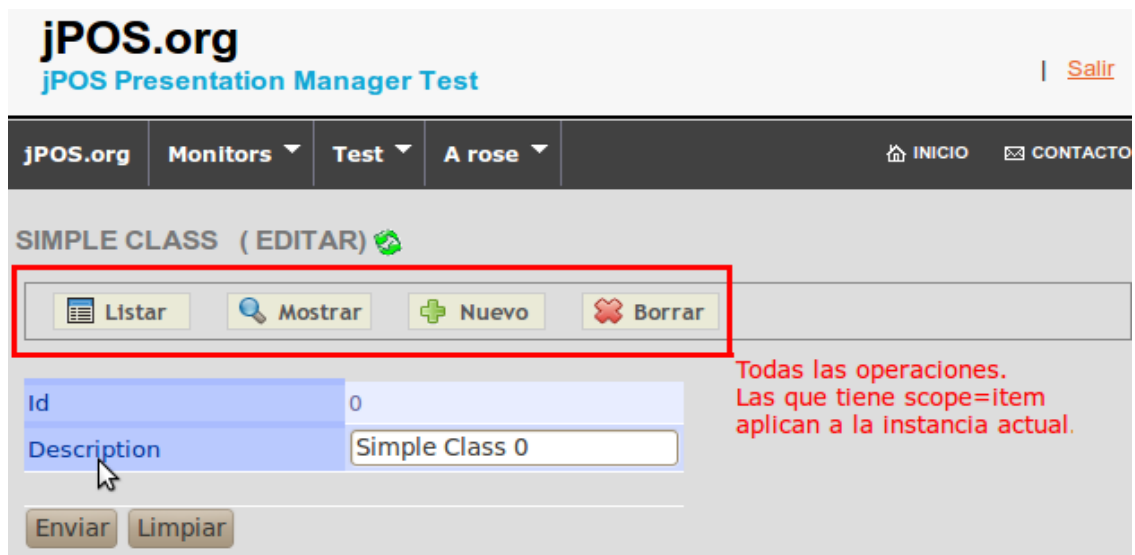 jPOS.org
jPOS Presentation Manager Test
| Salir
jPOS.org Monitors Test A rose INICIO CONTACTO
SIMPLE CLASS ( EDITAR)
Listar Mostrar Nuevo Borrar
Todas las operaciones.
Las que tiene scope=item
aplican a la instancia actual.
Id 0
Description Simple Class 0
Enviar Limpiar